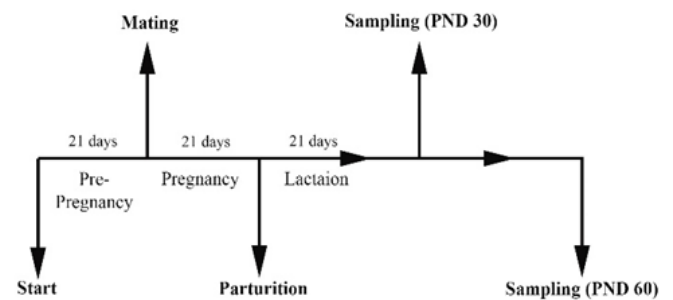 Mating
Sampling (PND 30)
21 days
21 days
21 days
Pre-
Pregnancy
Pregnancy
Lactaion
Start
Parturition
Sampling (PND 60)